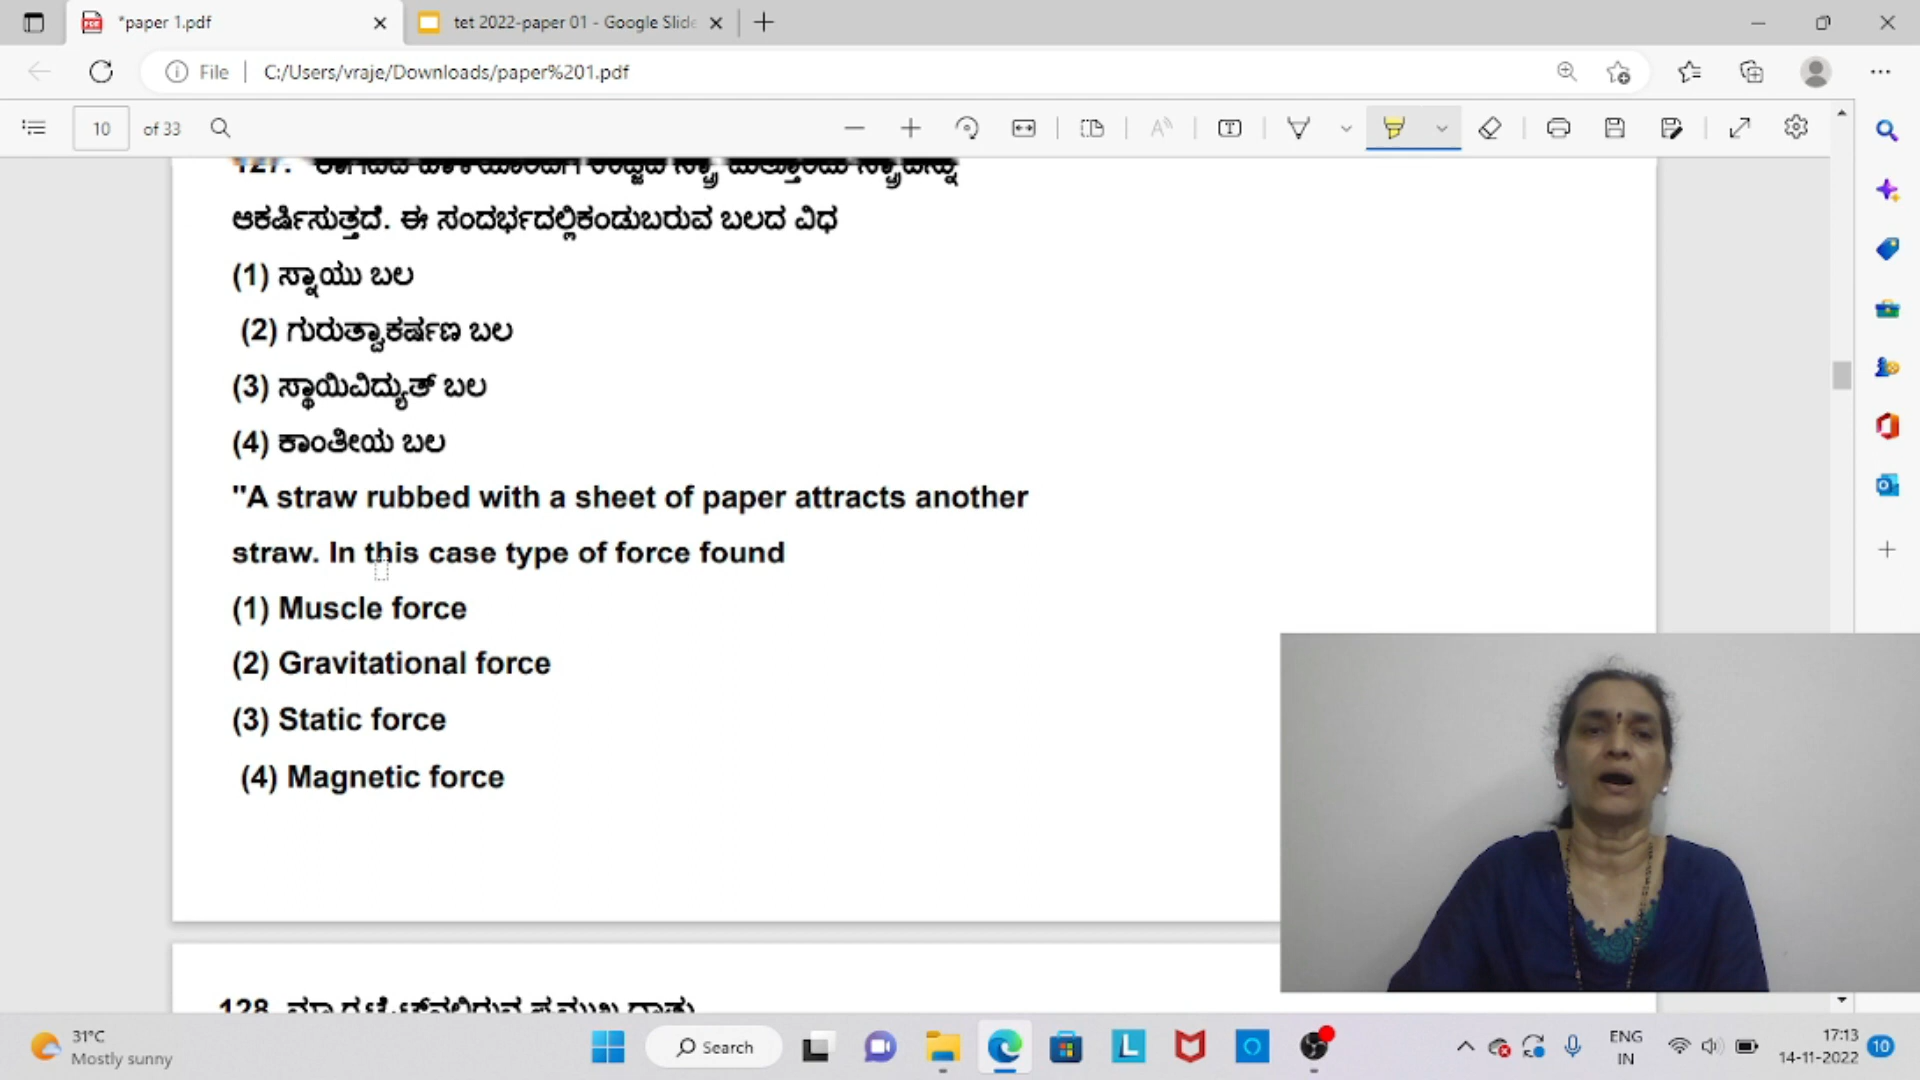 *paper 1.pdf
tet 2022-paper 01 - Google Slide
File
C:/Users/vraje/Downloads/paper%201.pdf
10 of 33
127.
ಆಕರ್ಷಿಸುತ್ತದೆ. ಈ ಸಂದರ್ಭದಲ್ಲಿಕಂಡುಬರುವ ಬಲದ ವಿಧ
(1) ಸ್ನಾಯು ಬಲ
(2) ಗುರುತ್ವಾಕರ್ಷಣ ಬಲ
(3) ಸ್ಥಾಯಿವಿದ್ಯುತ್ ಬಲ
(4) ಕಾಂತೀಯ ಬಲ
"A straw rubbed with a sheet of paper attracts another
straw. In this case type of force found
(1) Muscle force
(2) Gravitational force
(3) Static force
(4) Magnetic force
128.
31°C
Mostly sunny
Search
ENG
IN
17:13
14-11-2022
10